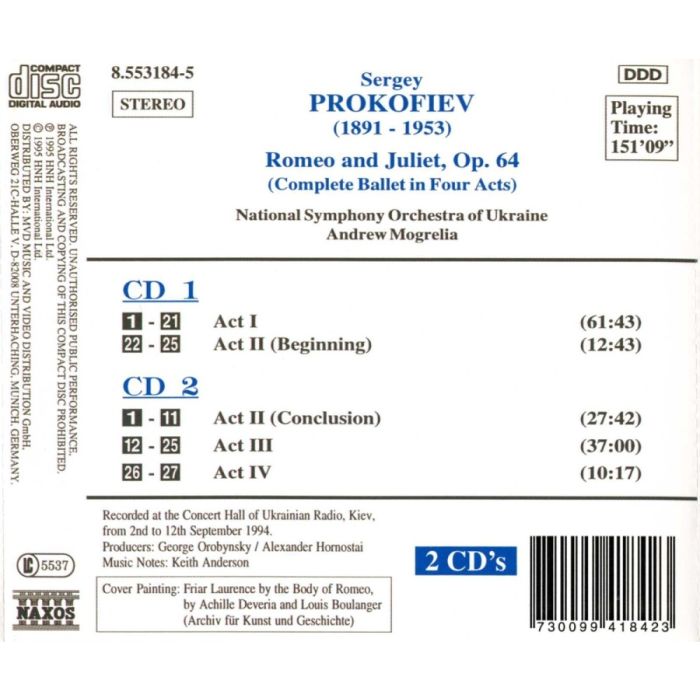 COMPACT
disc
DIGITAL AUDIO
8.553184-5
STEREO
Sergey
PROKOFIEV
(1891 - 1953)
Romeo and Juliet, Op. 64
(Complete Ballet in Four Acts)
National Symphony Orchestra of Ukraine
Andrew Mogrelia
DDD
Playing
Time:
151'09"
CD 1
1 - 21 Act I (61:43)
22 - 25 Act II (Beginning) (12:43)
CD 2
1 - 11 Act II (Conclusion) (27:42)
12 - 25 Act III (37:00)
26 - 27 Act IV (10:17)
Recorded at the Concert Hall of Ukrainian Radio, Kiev,
from 2nd to 12th September 1994.
Producers: George Orobynsky / Alexander Hornostai
Music Notes: Keith Anderson
Cover Painting: Friar Laurence by the Body of Romeo,
by Achille Deveria and Louis Boulanger
(Archiv für Kunst und Geschichte)
2 CD's
7 30099 41842 3
ALL RIGHTS RESERVED. UNAUTHORISED PUBLIC PERFORMANCE,
BROADCASTING AND COPYING OF THIS COMPACT DISC PROHIBITED.
℗ 1995 HNH International Ltd.
© 1995 HNH International Ltd.
DISTRIBUTED BY: MVD MUSIC AND VIDEO DISTRIBUTION GmbH,
OBERWEG 21C-HALLE V, D-82008 UNTERHACHING, MUNICH, GERMANY.
LC 5537
NAXOS